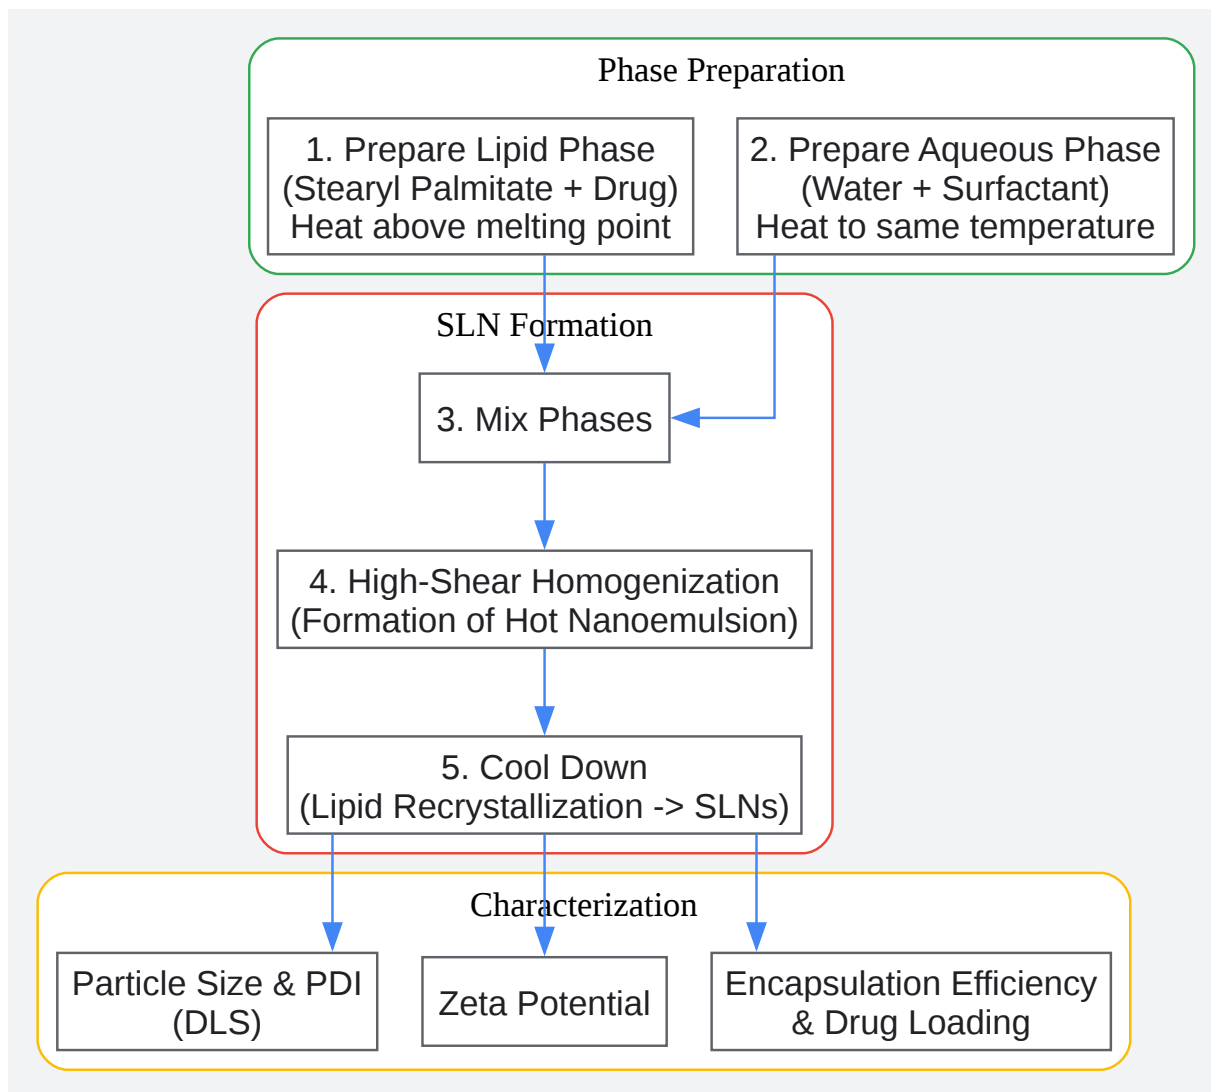 Phase Preparation
1. Prepare Lipid Phase
(Stearyl Palmitate + Drug)
Heat above melting point
2. Prepare Aqueous Phase
(Water + Surfactant)
Heat to same temperature
SLN Formation
3. Mix Phases
4. High-Shear Homogenization
(Formation of Hot Nanoemulsion)
5. Cool Down
(Lipid Recrystallization -> SLNs)
Characterization
Particle Size & PDI
(DLS)
Zeta Potential
Encapsulation Efficiency
& Drug Loading